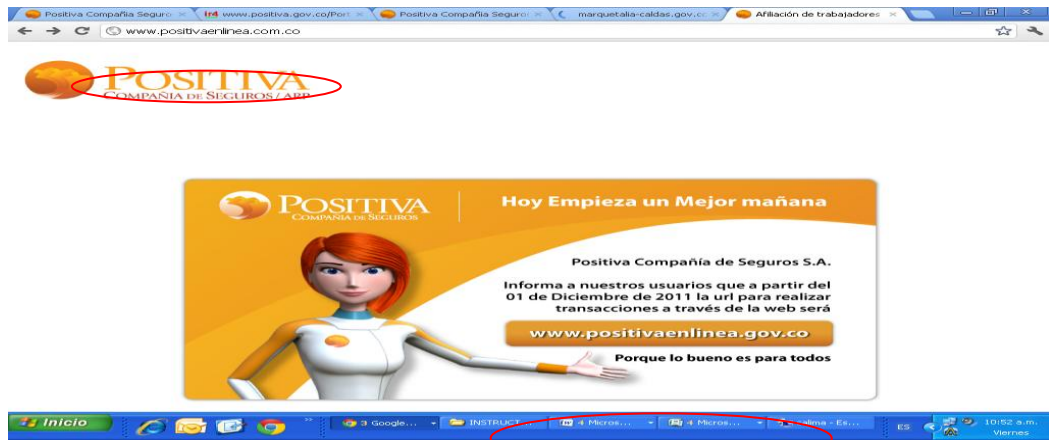 Positiva Compañia Seguro
www.positiva.gov.co/Port
Positiva Compañia Seguro
marquetalia-caldas.gov.cc
Afiliación de trabajadores
www.positivaenlinea.com.co
POSITIVA
COMPAÑIA DE SEGUROS / ARP
POSITIVA
COMPAÑIA DE SEGUROS
Hoy Empieza un Mejor mañana
Positiva Compañía de Seguros S.A.
Informa a nuestros usuarios que a partir del
01 de Diciembre de 2011 la url para realizar
transacciones a través de la web será
www.positivaenlinea.gov.co
Porque lo bueno es para todos
Inicio
3 Google...
INSTRUCT...
4 Micros...
4 Micros...
ES
10:52 a.m.
Viernes